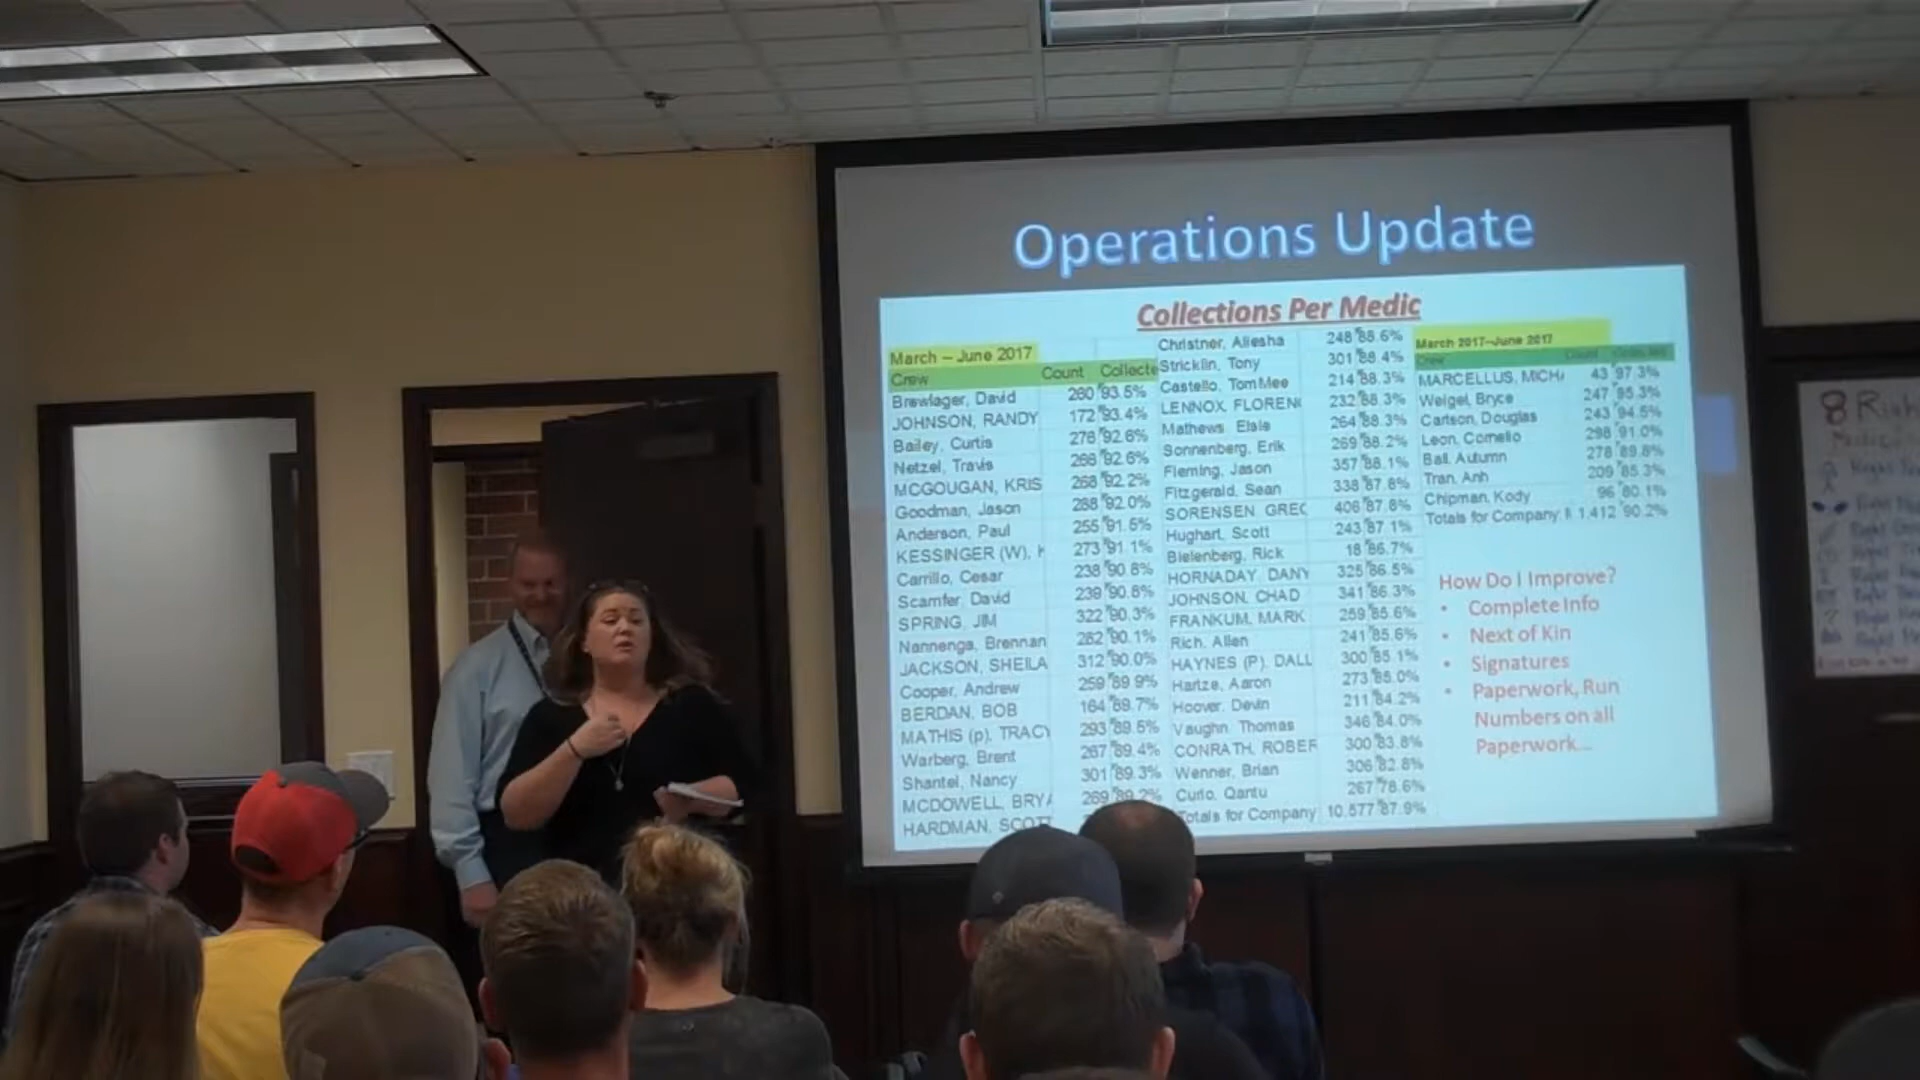 Operations Update
Collections Per Medic
March – June 2017
Crew Count Collecte
Brewlager, David 280 93.5%
JOHNSON, RANDY 172 93.4%
Bailey, Curtis 276 92.6%
Netzel, Travis 266 92.6%
MCGOUGAN, KRIS 268 92.2%
Goodman, Jason 288 92.0%
Anderson, Paul 255 91.5%
KESSINGER (W), 273 91.1%
Carrillo, Cesar 238 90.8%
Scamfer, David 239 90.6%
SPRING, JIM 322 90.3%
Nannenga, Brennan 282 90.1%
JACKSON, SHEILA 312 90.0%
Cooper, Andrew 259 89.9%
BERDAN, BOB 164 89.7%
MATHIS (p), TRACY 293 89.5%
Warberg, Brent 267 89.4%
Shantel, Nancy 301 89.3%
MCDOWELL, BRY 269 89.2%
HARDMAN, SCOTT
Christner, Aliesha 248 88.6%
Stricklin, Tony 301 88.4%
Castello, TomMee 214 88.3%
LENNOX, FLOREN 232 88.3%
Mathews, Elsie 264 88.3%
Sonnenberg, Erik 269 88.2%
Fleming, Jason 357 88.1%
Fitzgerald, Sean 338 87.8%
SORENSEN, GREG 406 87.8%
Hughart, Scott 243 87.1%
Bielenberg, Rick 18 86.7%
HORNADAY, DANY 325 86.5%
JOHNSON, CHAD 341 86.3%
FRANKUM, MARK 259 85.6%
Rich, Allen 241 85.6%
HAYNES (P), DALL 300 85.1%
Hartze, Aaron 273 85.0%
Hoover, Devin 211 84.2%
Vaughn, Thomas 346 84.0%
CONRATH, ROBER 300 83.8%
Wenner, Brian 306 82.8%
Curlo, Qantu 267 78.6%
Totals for Company 10,577 87.9%
March 2017–June 2017
Crew Count
MARCELLUS, MICH 43 97.3%
Weigel, Bryce 247 95.3%
Carlson, Douglas 243 94.5%
Leon, Cornelio 298 91.0%
Ball, Autumn 278 89.8%
Tran, Anh 209 85.3%
Chipman, Kody 96 80.1%
Totals for Company 1,412 90.2%
How Do I Improve?
• Complete Info
• Next of Kin
• Signatures
• Paperwork, Run
Numbers on all
Paperwork...
8 Righ